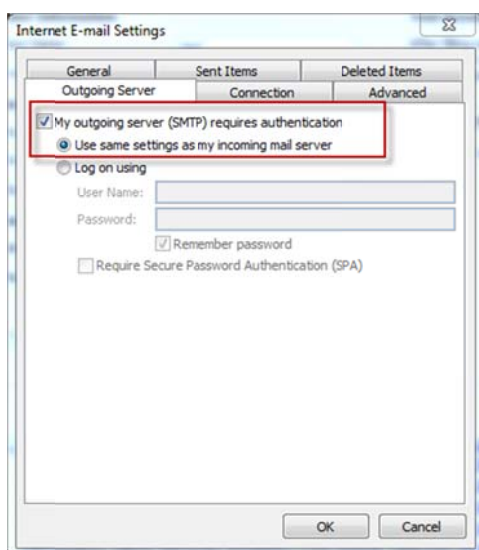 Internet E-mail Settings
General Sent Items Deleted Items
Outgoing Server Connection Advanced
My outgoing server (SMTP) requires authentication
Use same settings as my incoming mail server
Log on using
User Name:
Password:
Remember password
Require Secure Password Authentication (SPA)
OK Cancel